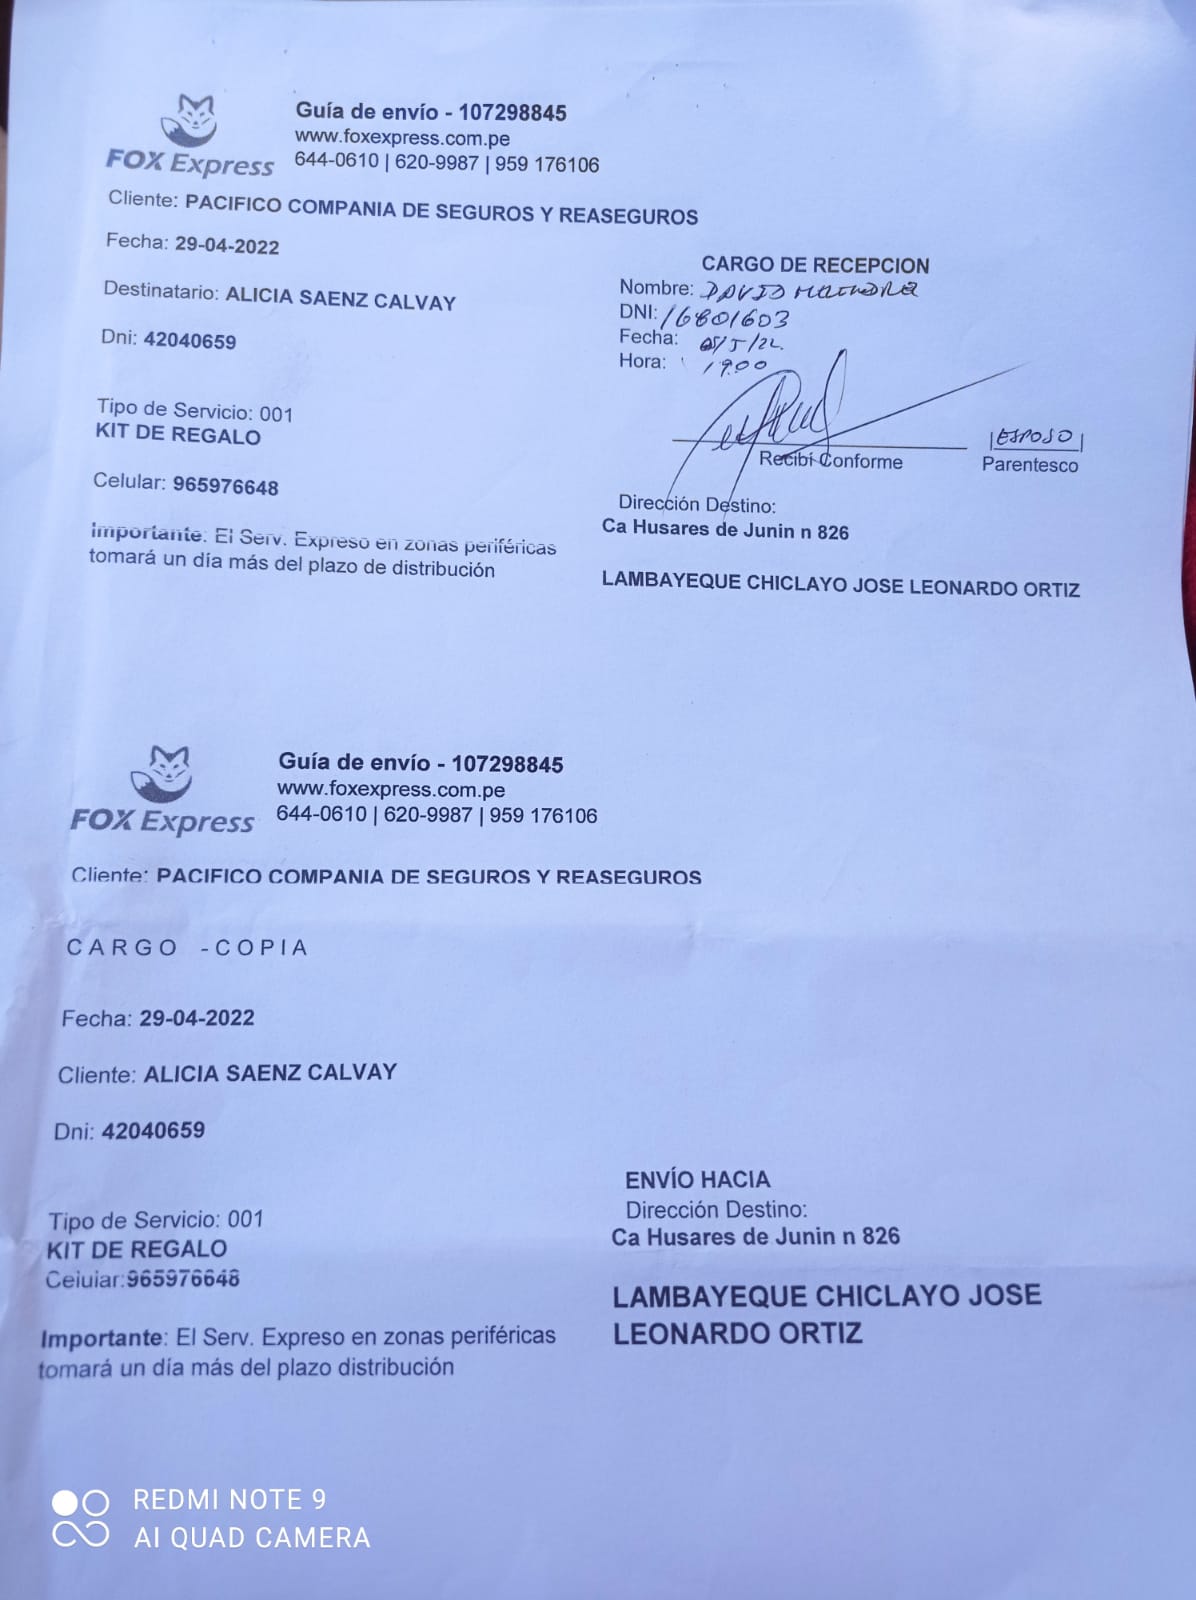 FOX Express
Guía de envío - 107298845
www.foxexpress.com.pe
644-0610 | 620-9987 | 959 176106
Cliente: PACIFICO COMPANIA DE SEGUROS Y REASEGUROS
Fecha: 29-04-2022
Destinatario: ALICIA SAENZ CALVAY
Dni: 42040659
Tipo de Servicio: 001
KIT DE REGALO
Celular: 965976648
Importante: El Serv. Expreso en zonas periféricas
tomará un día más del plazo de distribución
CARGO DE RECEPCION
Nombre: DAVID
DNI: 16801603
Fecha: 05/5/22.
Hora: 19:00
Recibí Conforme
ESPOSO
Parentesco
Dirección Destino:
Ca Husares de Junin n 826
LAMBAYEQUE CHICLAYO JOSE LEONARDO ORTIZ
FOX Express
Guía de envío - 107298845
www.foxexpress.com.pe
644-0610 | 620-9987 | 959 176106
Cliente: PACIFICO COMPANIA DE SEGUROS Y REASEGUROS
CARGO - COPIA
Fecha: 29-04-2022
Cliente: ALICIA SAENZ CALVAY
Dni: 42040659
Tipo de Servicio: 001
KIT DE REGALO
Celular:965976648
Importante: El Serv. Expreso en zonas periféricas
tomará un día más del plazo distribución
ENVÍO HACIA
Dirección Destino:
Ca Husares de Junin n 826
LAMBAYEQUE CHICLAYO JOSE
LEONARDO ORTIZ
REDMI NOTE 9
AI QUAD CAMERA